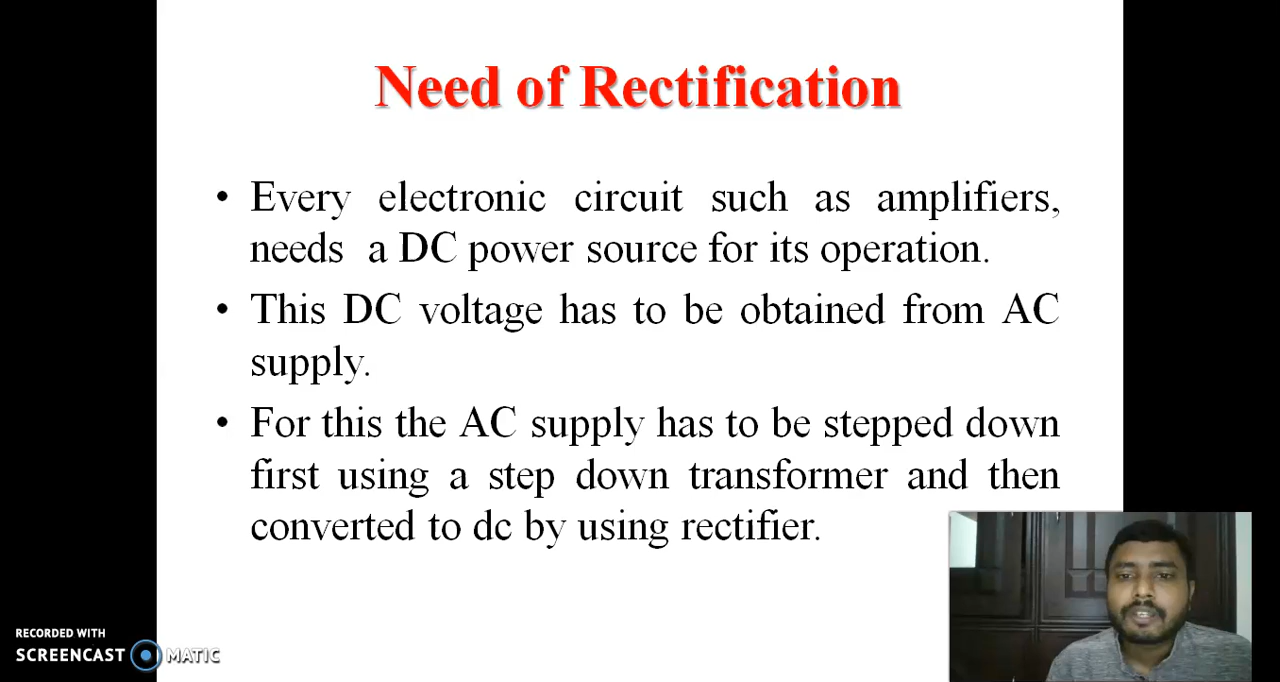 Need of Rectification
• Every electronic circuit such as amplifiers,
needs a DC power source for its operation.
• This DC voltage has to be obtained from AC
supply.
• For this the AC supply has to be stepped down
first using a step down transformer and then
converted to dc by using rectifier.
RECORDED WITH
SCREENCAST MATIC